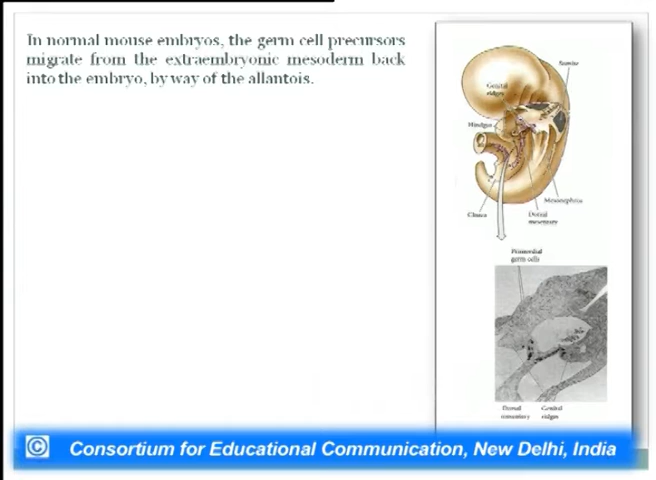 In normal mouse embryos, the germ cell precursors
migrate from the extraembryonic mesoderm back
into the embryo, by way of the allantois.
Somite
Genital
ridges
Hindgut
Mesonephros
Cloaca
Dorsal
mesentery
Primordial
germ cells
Dorsal
mesentery
Genital
ridges
© Consortium for Educational Communication, New Delhi, India